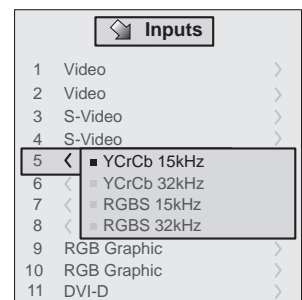 Inputs
1 Video
2 Video
3 S-Video
4 S-Video
5 YCrCb 15kHz
6 YCrCb 32kHz
7 RGBS 15kHz
8 RGBS 32kHz
9 RGB Graphic
10 RGB Graphic
11 DVI-D